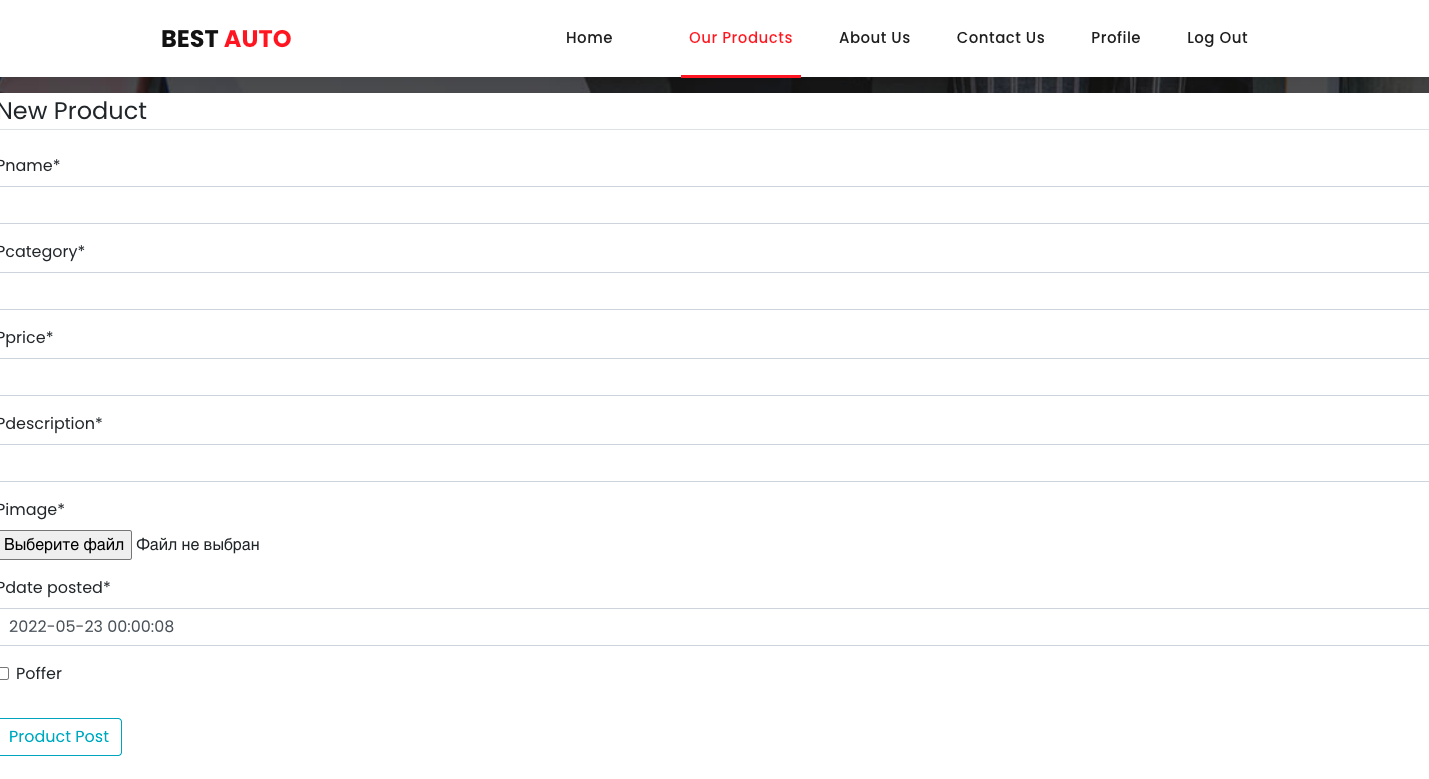 BEST AUTO
Home Our Products About Us Contact Us Profile Log Out
New Product
Pname*
Pcategory*
Pprice*
Pdescription*
Pimage*
Выберите файл Файл не выбран
Pdate posted*
2022-05-23 00:00:08
Poffer
Product Post